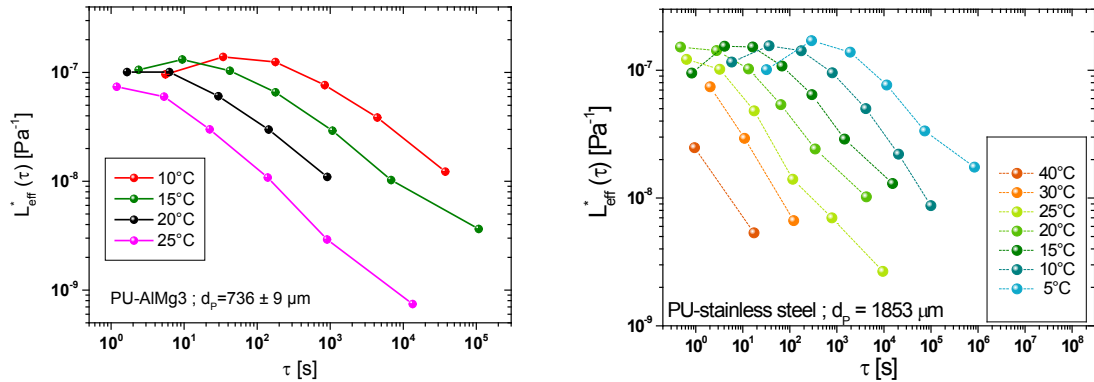 10⁻⁷
10⁻⁸
10⁻⁹
L*eff (τ) [Pa⁻¹]
10°C
15°C
20°C
25°C
PU-AlMg3 ; dP=736 ± 9 µm
10⁰ 10¹ 10² 10³ 10⁴ 10⁵
τ [s]
10⁻⁷
10⁻⁸
10⁻⁹
L*eff (τ) [Pa⁻¹]
40°C
30°C
25°C
20°C
15°C
10°C
5°C
PU-stainless steel ; dP = 1853 µm
10⁰ 10¹ 10² 10³ 10⁴ 10⁵ 10⁶ 10⁷ 10⁸
τ [s]